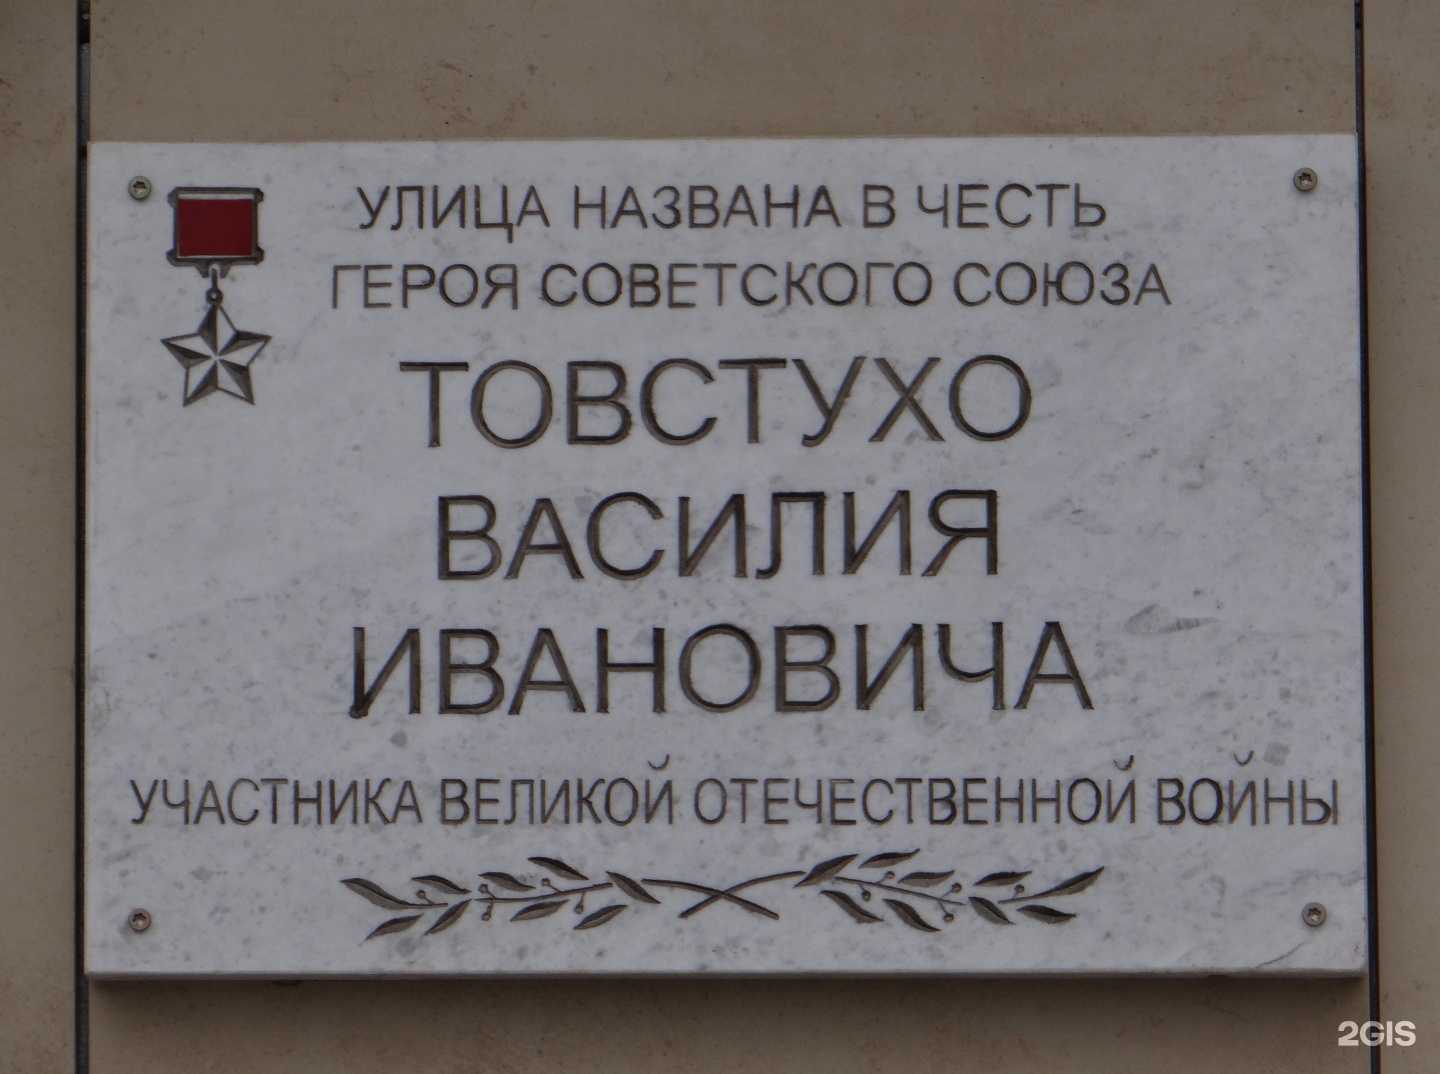 УЛИЦА НАЗВАНА В ЧЕСТЬ
ГЕРОЯ СОВЕТСКОГО СОЮЗА
ТОВСТУХО
ВАСИЛИЯ
ИВАНОВИЧА
УЧАСТНИКА ВЕЛИКОЙ ОТЕЧЕСТВЕННОЙ ВОЙНЫ
2GIS